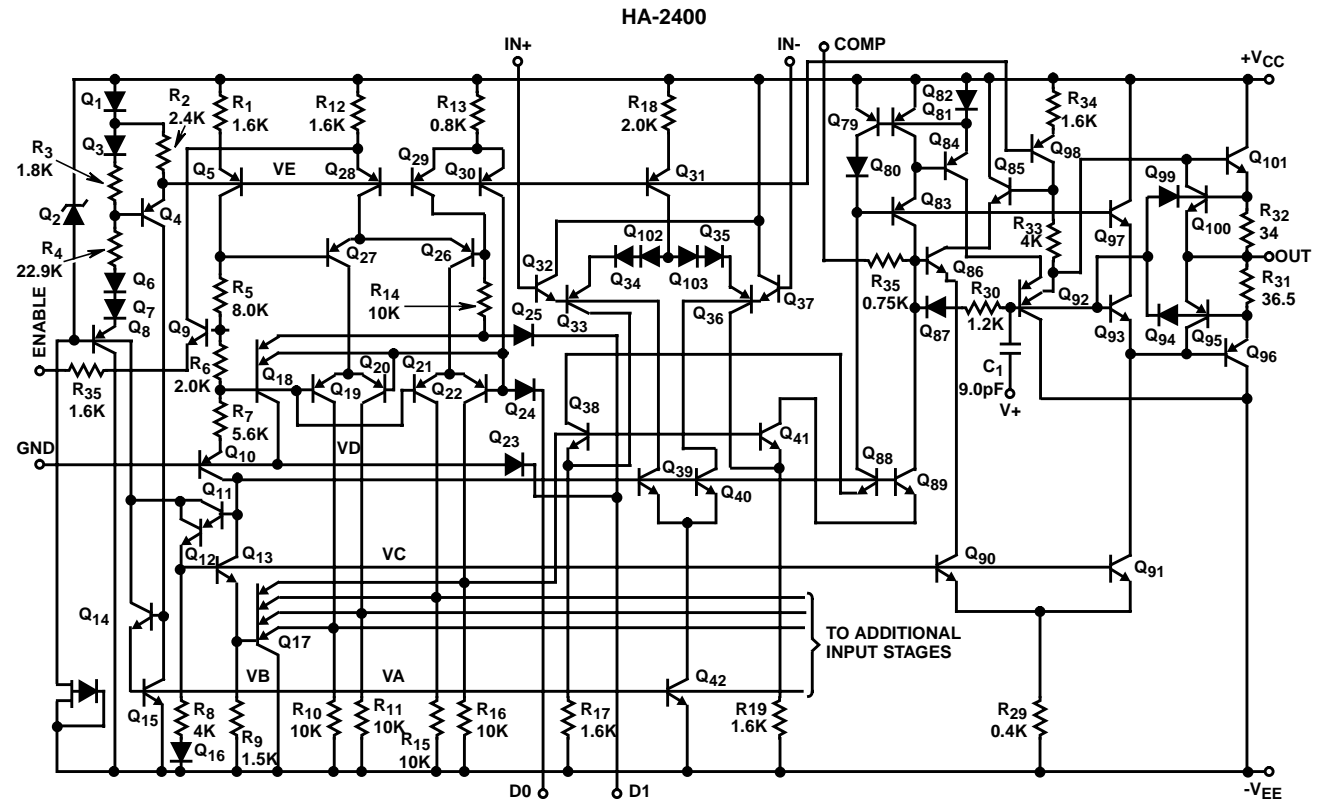 HA-2400
IN+
IN-
COMP
+VCC
Q1
R2
2.4K
R1
1.6K
R12
1.6K
R13
0.8K
R18
2.0K
Q82
Q81
Q79
R34
1.6K
R3
1.8K
Q3
Q5
VE
Q28
Q29
Q30
Q31
Q80
Q84
Q85
Q98
Q101
Q99
Q2
Q4
Q83
Q100
R32
34
R4
22.9K
Q27
Q26
Q32
Q102
Q35
Q34
Q103
Q97
R33
4K
OUT
Q6
Q7
Q8
R5
8.0K
R14
10K
Q25
Q33
Q36
Q37
R35
0.75K
Q86
Q87
R30
1.2K
Q92
Q93
Q94
Q95
R31
36.5
Q96
ENABLE
Q9
R6
2.0K
Q18
Q19
Q20
Q21
Q22
Q24
C1
9.0pF
V+
R35
1.6K
R7
5.6K
VD
Q38
Q41
GND
Q10
Q23
Q39
Q40
Q88
Q89
Q11
Q12
Q13
VC
Q90
Q91
Q14
Q17
TO ADDITIONAL
INPUT STAGES
VB
VA
Q42
Q15
R8
4K
Q16
R9
1.5K
R10
10K
R11
10K
R15
10K
R16
10K
R17
1.6K
R19
1.6K
R29
0.4K
D0
D1
-VEE